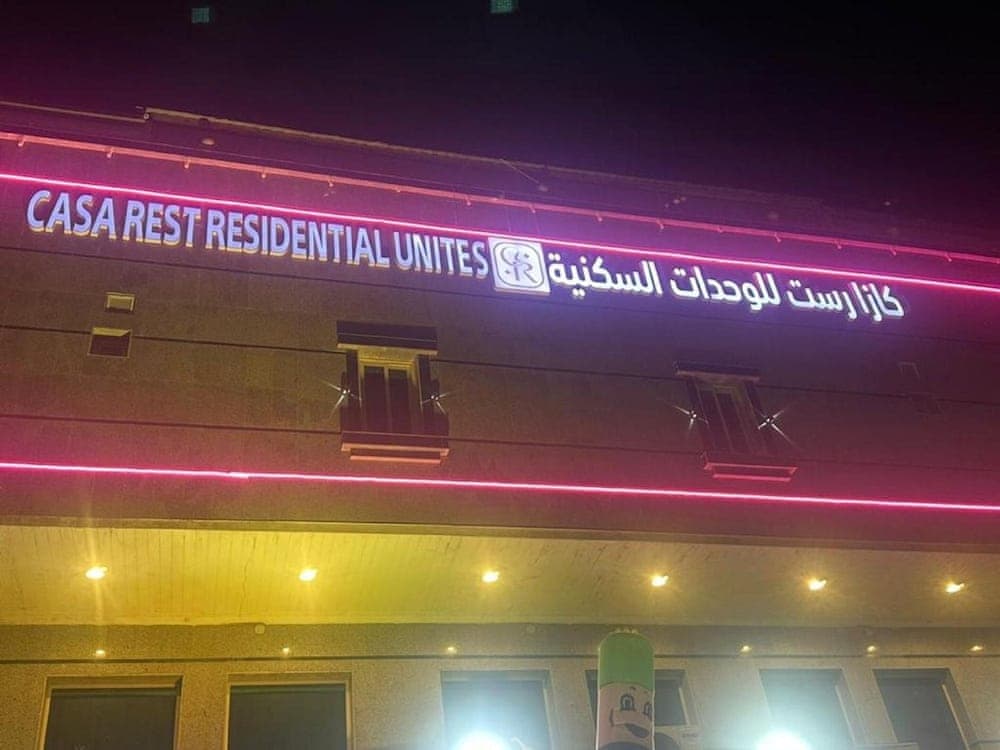 CASA REST RESIDENTIAL UNITES
كازا رست للوحدات السكنية